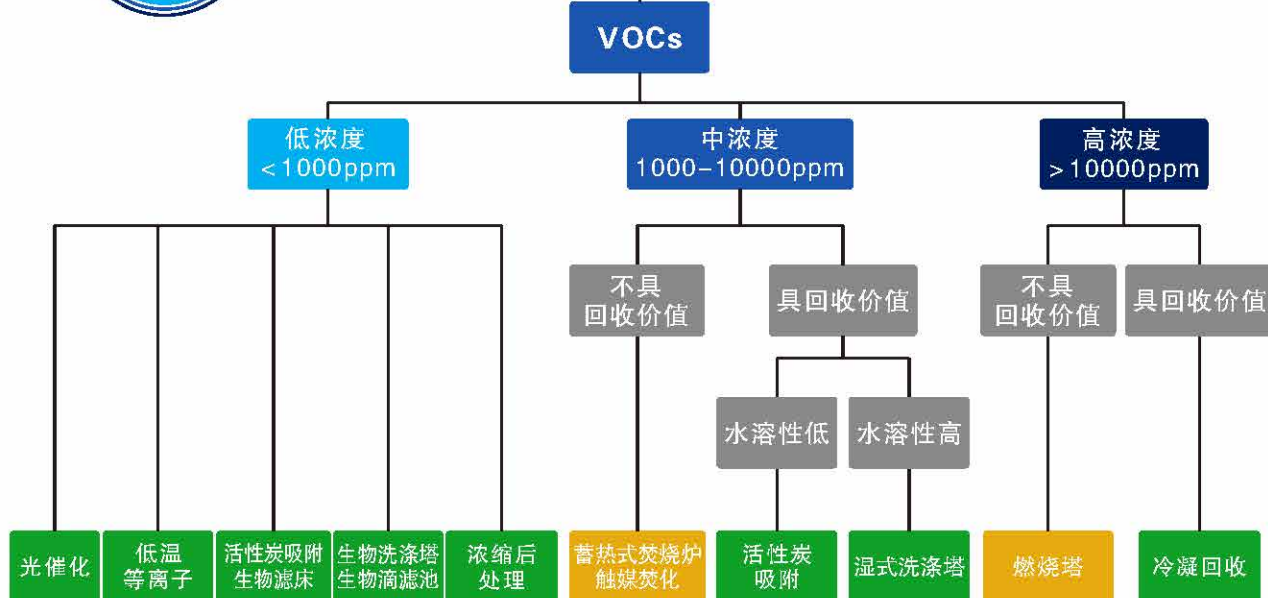 VOCs
低浓度
<1000ppm
中浓度
1000-10000ppm
高浓度
>10000ppm
不具
回收价值
具回收价值
不具
回收价值
具回收价值
水溶性低
水溶性高
光催化
低温
等离子
活性炭吸附
生物滤床
生物洗涤塔
生物滴滤池
浓缩后
处理
蓄热式焚烧炉
触媒焚化
活性炭
吸附
湿式洗涤塔
燃烧塔
冷凝回收